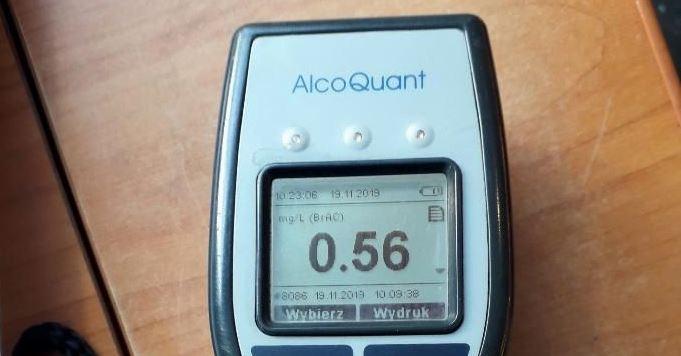 AlcoQuant
10:23:06 19.11.2019
mg/L (BrAC)
0.56
#8086 19.11.2019 10:09:38
Wybierz Wydruk